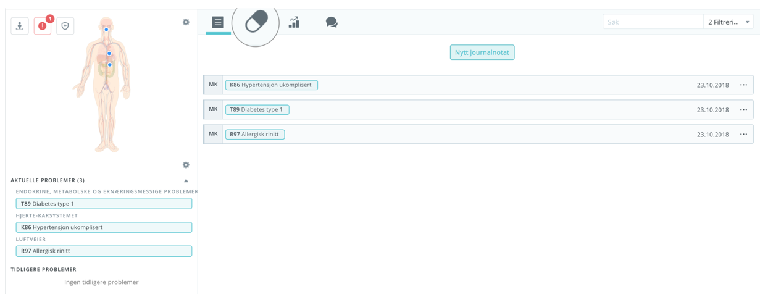 1
Søk
2 Filtren...
Nytt journalnotat
MK K86 Hypertensjon ukomplisert 23.10.2018 ...
MK T89 Diabetes type 1 23.10.2018 ...
MK R97 Allergisk rinitt 23.10.2018 ...
AKTUELLE PROBLEMER (3)
ENDOKRINE, METABOLSKE OG ERNÆRINGSMESSIGE PROBLEMER
T89 Diabetes type 1
HJERTE-KARSYSTEMER
K86 Hypertensjon ukomplisert
LUFTVEIER
R97 Allergisk rinitt
TIDLIGERE PROBLEMER
Ingen tidligere problemer